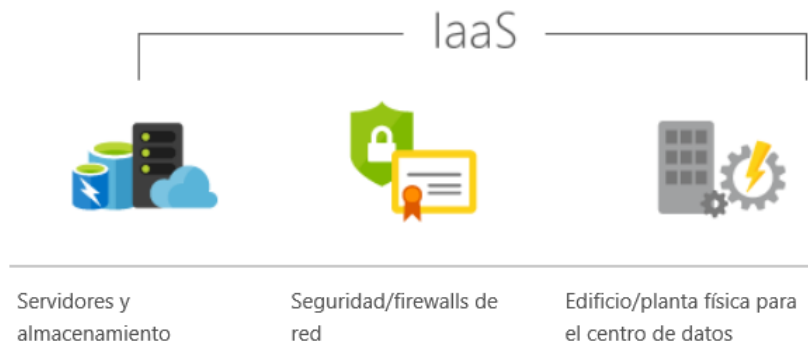 IaaS
Servidores y
almacenamiento
Seguridad/firewalls de
red
Edificio/planta física para
el centro de datos